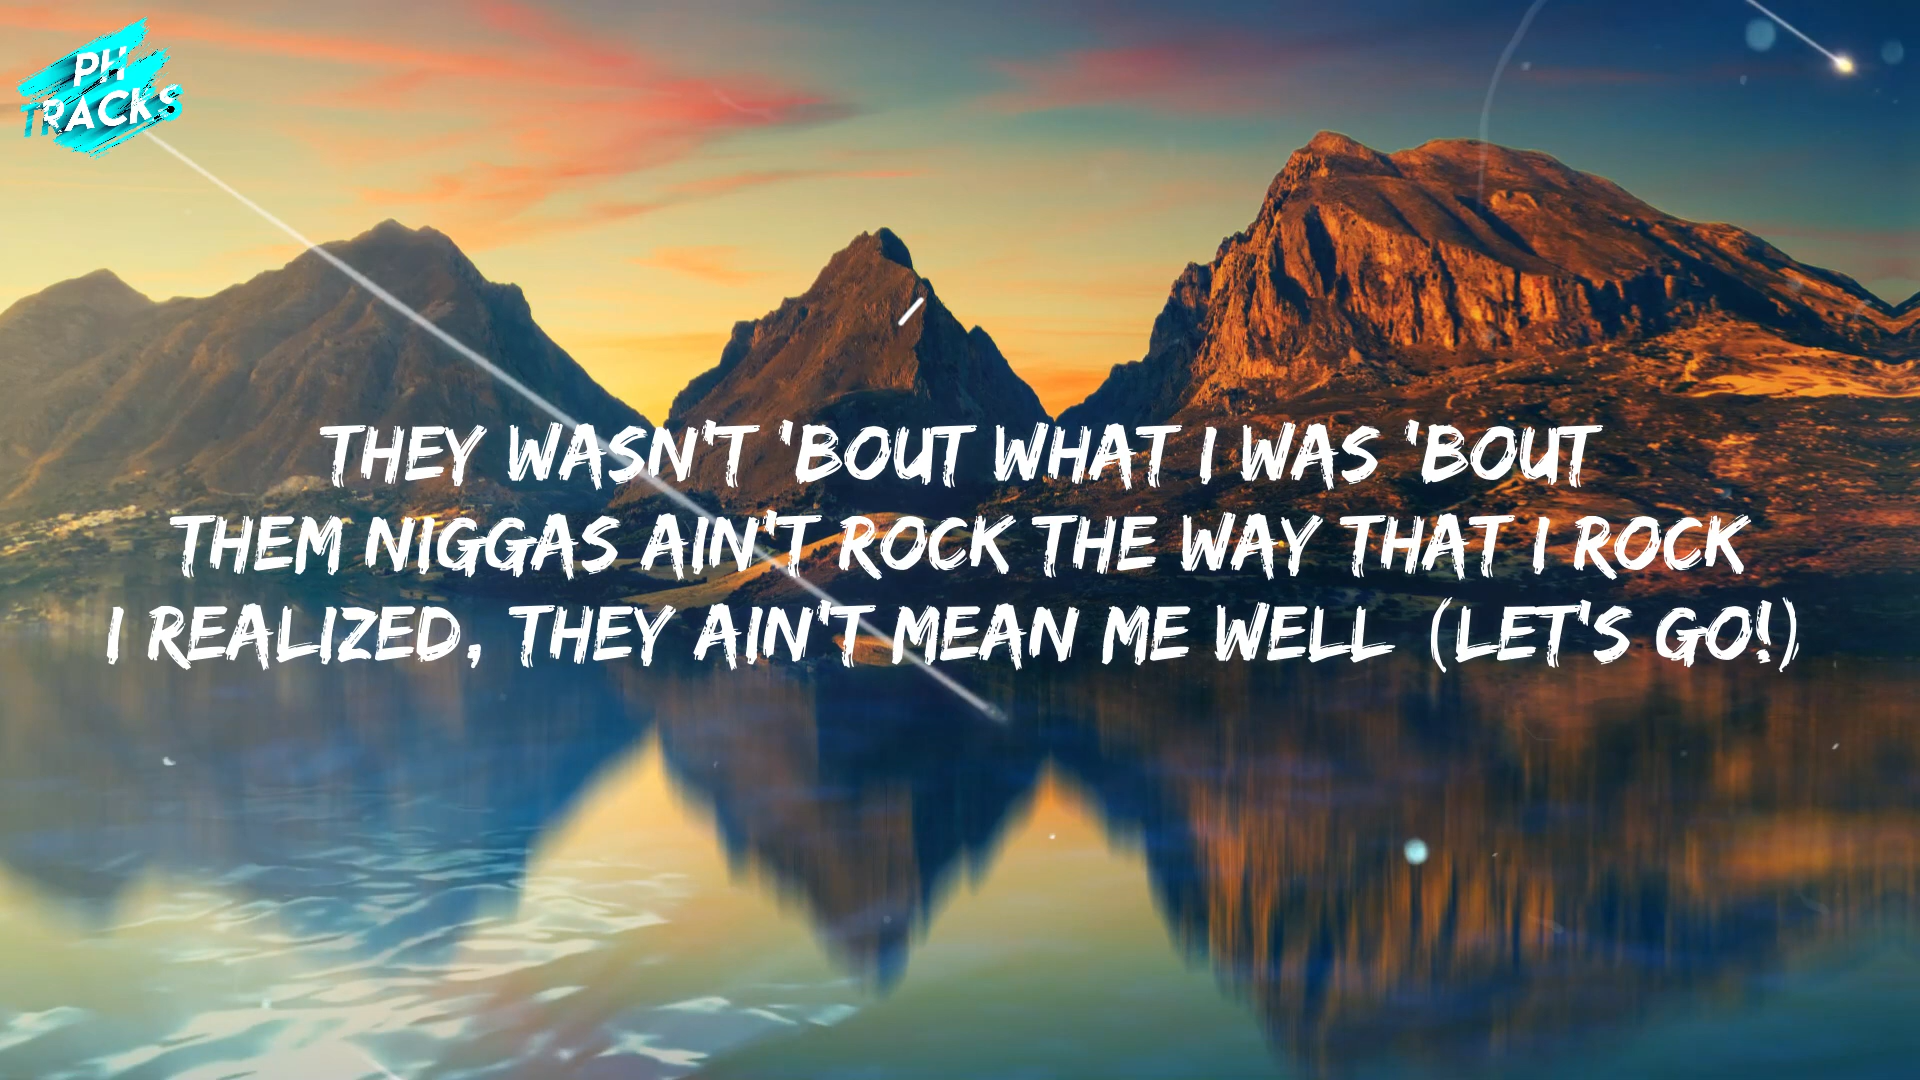 PH
TRACKS
THEY WASN'T 'BOUT WHAT I WAS 'BOUT
THEM NIGGAS AIN'T ROCK THE WAY THAT I ROCK
I REALIZED, THEY AIN'T MEAN ME WELL (LET'S GO!)